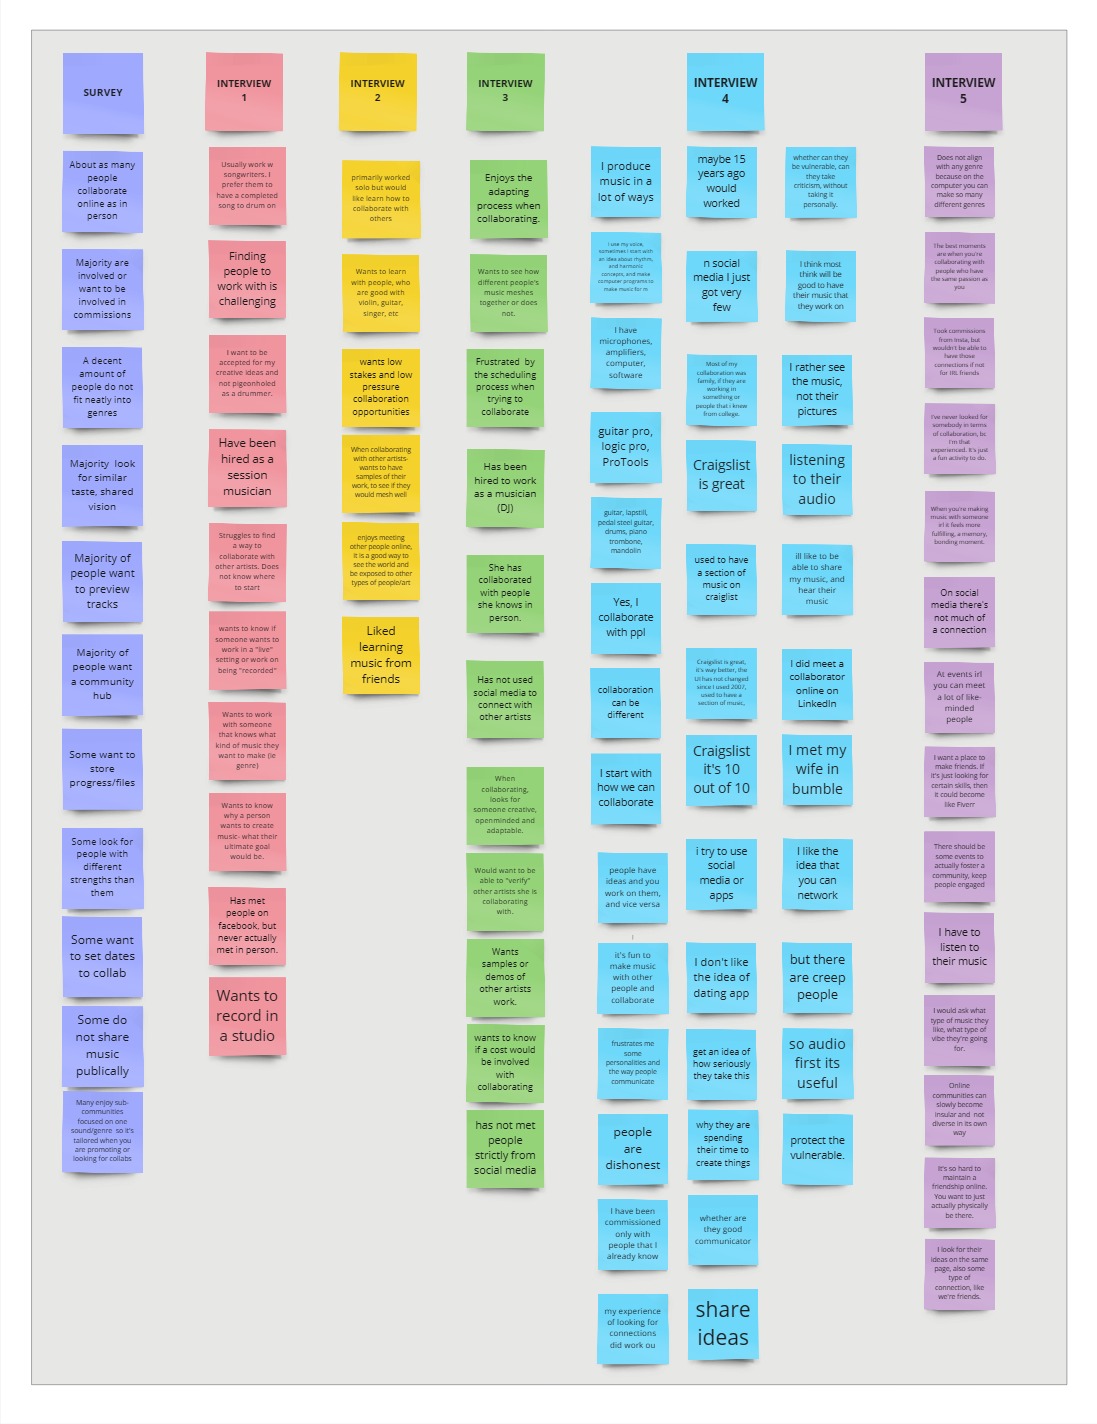 SURVEY
About as many
people
collaborate
online as in
person
Majority are
involved or
want to be
involved in
commissions
A decent
amount of
people do not
fit neatly into
genres
Majority look
for similar
taste, shared
vision
Majority of
people want
to preview
tracks
Majority of
people want
a community
hub
Some want to
store
progress/files
Some look for
people with
different
strengths than
them
Some want
to set dates
to collab
Some do
not share
music
publically
Many enjoy sub-
communities
focused on one
sound/genre so it's
tailored when you
are promoting or
looking for collabs
INTERVIEW
1
Usually work w
songwriters. I
prefer them to
have a completed
song to drum on
Finding
people to
work with is
challenging
I want to be
accepted for my
creative ideas and
not pigeonholed
as a drummer.
Have been
hired as a
session
musician
Struggles to find
a way to
collaborate with
other artists. Does
not know where
to start
wants to know if
someone wants to
work in a "live"
setting or work on
being "recorded"
Wants to work
with someone
that knows what
kind of music they
want to make (ie
genre)
Wants to know
why a person
wants to create
music- what their
ultimate goal
would be.
Has met
people on
facebook, but
never actually
met in person.
Wants to
record in
a studio
INTERVIEW
2
primarily worked
solo but would
like learn how to
collaborate with
others
Wants to learn
with people, who
are good with
violin, guitar,
singer, etc
wants low
stakes and low
pressure
collaboration
opportunities
When collaborating
with other artists-
wants to have
samples of their
work, to see if they
would mesh well
enjoys meeting
other people online,
it is a good way to
see the world and
be exposed to other
types of people/art
Liked
learning
music from
friends
INTERVIEW
3
Enjoys the
adapting
process when
collaborating.
Wants to see how
different people's
music meshes
together or does
not.
Frustrated by
the scheduling
process when
trying to
collaborate
Has been
hired to work
as a musician
(DJ)
She has
collaborated
with people
she knows in
person.
Has not used
social media to
connect with
other artists
When
collaborating,
looks for
someone creative,
openminded and
adaptable.
Would want to be
able to "verify"
other artists she is
collaborating
with.
Wants
samples or
demos of
other artists
work.
wants to know
if a cost would
be involved
with
collaborating
has not met
people
strictly from
social media
INTERVIEW
4
I produce
music in a
lot of ways
I use my voice,
sometimes I start with
an idea about rhythm,
and harmonic
concepts, and make
computer programs to
make music for m
I have
microphones,
amplifiers,
computer,
software
guitar pro,
logic pro,
ProTools
guitar, lapstill,
pedal steel guitar,
drums, piano
trombone,
mandolin
Yes, I
collaborate
with ppl
collaboration
can be
different
I start with
how we can
collaborate
people have
ideas and you
work on them,
and vice versa
I
it's fun to
make music
with other
people and
collaborate
frustrates me
some
personalities and
the way people
communicate
people
are
dishonest
I have been
commissioned
only with
people that I
already know
my experience
of looking for
connections
did work ou
maybe 15
years ago
would
worked
n social
media I just
got very
few
Most of my
collaboration was
family, if they are
working in
something or
people that i knew
from college.
Craigslist
is great
used to have
a section of
music on
craiglist
Craigslist is great,
it's way better, the
UI has not changed
since I used 2007,
used to have a
section of music,
Craigslist
it's 10
out of 10
i try to use
social
media or
apps
I don't like
the idea of
dating app
get an idea of
how seriously
they take this
why they are
spending
their time to
create things
whether are
they good
communicator
share
ideas
whether can they
be vulnerable, can
they take
criticism, without
taking it
personally.
I think most
think will be
good to have
their music that
they work on
I rather see
the music,
not their
pictures
listening
to their
audio
ill like to be
able to share
my music, and
hear their
music
I did meet a
collaborator
online on
LinkedIn
I met my
wife in
bumble
I like the
idea that
you can
network
but there
are creep
people
so audio
first its
useful
protect the
vulnerable.
INTERVIEW
5
Does not align
with any genre
because on the
computer you can
make so many
different genres
The best moments
are when you're
collaborating with
people who have
the same passion as
you
Took commissions
from Insta, but
wouldn't be able to
have those
connections if not
for IRL friends
I've never looked for
somebody in terms
of collaboration, bc
I'm that
experienced. It's just
a fun activity to do.
When you're making
music with someone
irl it feels more
fulfilling, a memory,
bonding moment.
On social
media there's
not much of
a connection
At events irl
you can meet
a lot of like-
minded
people
I want a place to
make friends. If
it's just looking for
certain skills, then
it could become
like Fiverr
There should be
some events to
actually foster a
community, keep
people engaged
I have to
listen to
their music
I would ask what
type of music they
like, what type of
vibe they're going
for.
Online
communities can
slowly become
insular and not
diverse in its own
way
It's so hard to
maintain a
friendship online.
You want to just
actually physically
be there.
I look for their
ideas on the same
page, also some
type of
connection, like
we're friends.